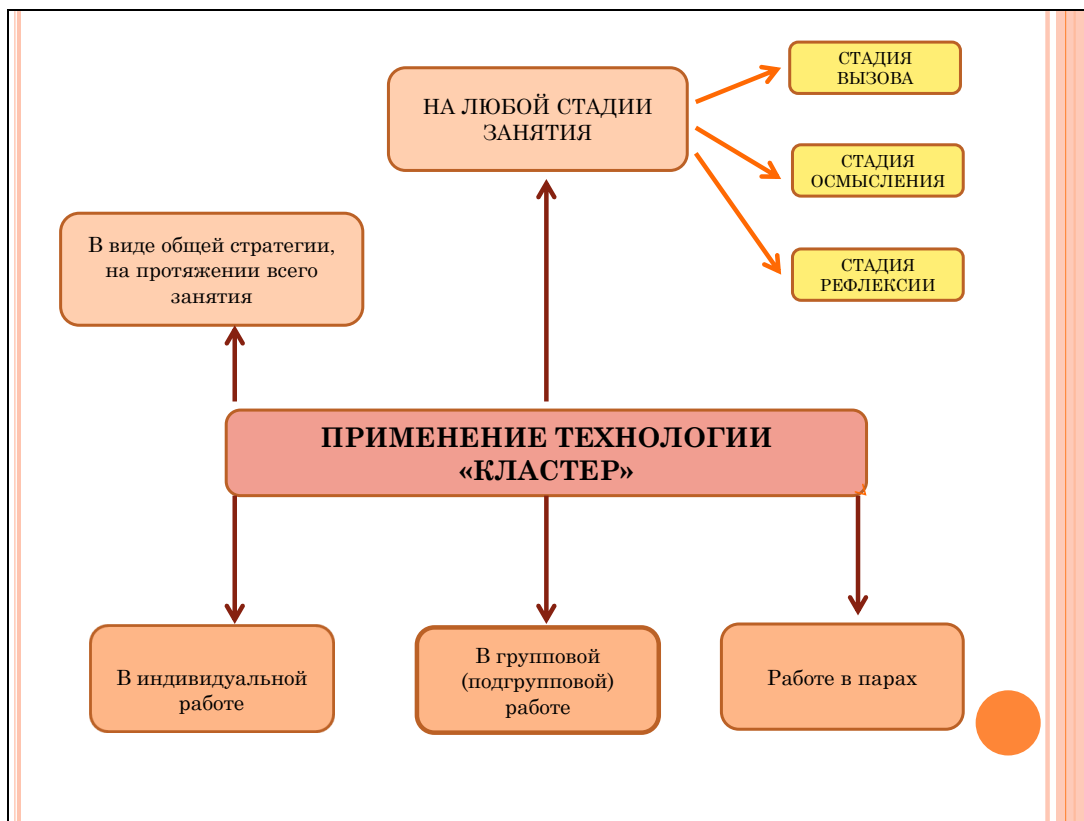 НА ЛЮБОЙ СТАДИИ
ЗАНЯТИЯ
СТАДИЯ
ВЫЗОВА
СТАДИЯ
ОСМЫСЛЕНИЯ
СТАДИЯ
РЕФЛЕКСИИ
В виде общей стратегии,
на протяжении всего
занятия
ПРИМЕНЕНИЕ ТЕХНОЛОГИИ
«КЛАСТЕР»
В индивидуальной
работе
В групповой
(подгрупповой)
работе
Работе в парах